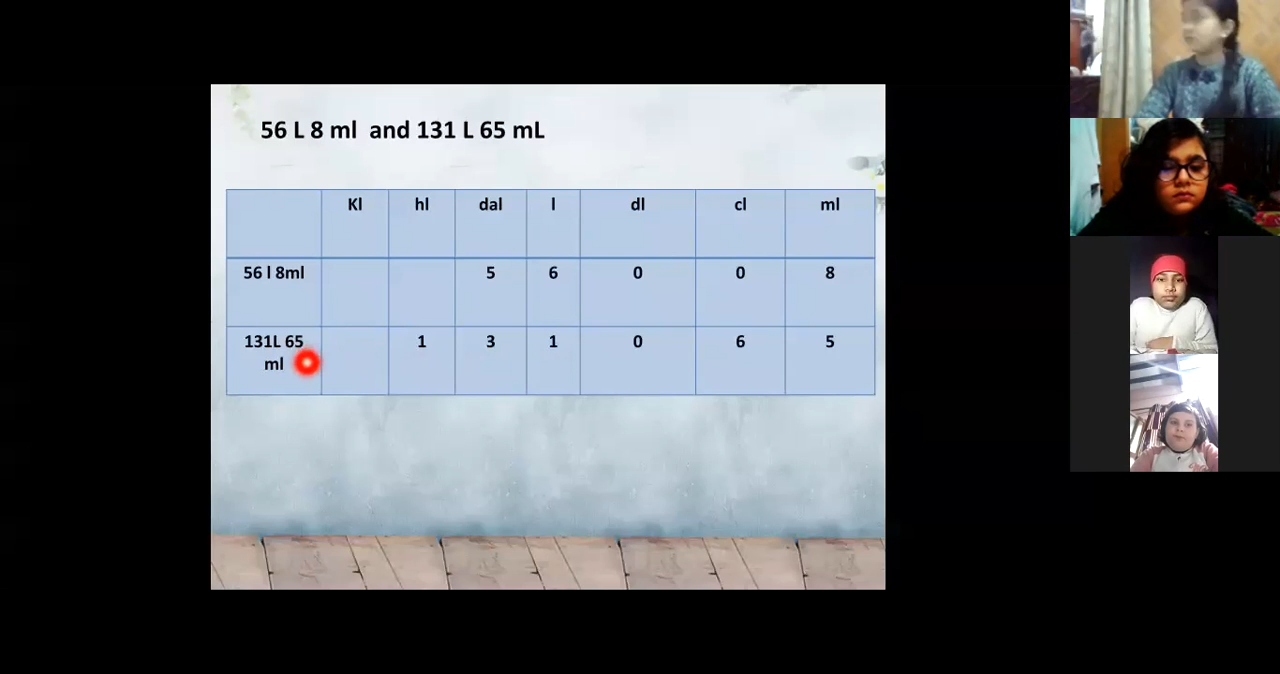 56 L 8 ml and 131 L 65 mL
Kl hl dal l dl cl ml
56 l 8ml 5 6 0 0 8
131L 65 ml 1 3 1 0 6 5